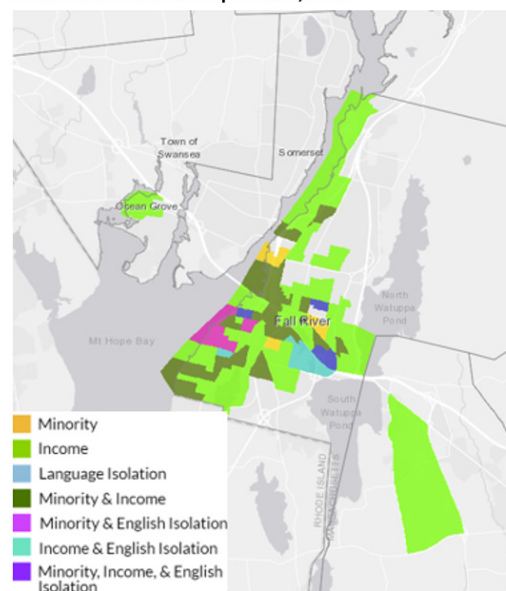 Town of
Swansea
Somerset
Ocean Grove
Fall River
North
Watuppa
Pond
Mt Hope Bay
South
Watuppa
Pond
RHODE ISLAND
MASSACHUSETTS
Minority
Income
Language Isolation
Minority & Income
Minority & English Isolation
Income & English Isolation
Minority, Income, & English
Isolation